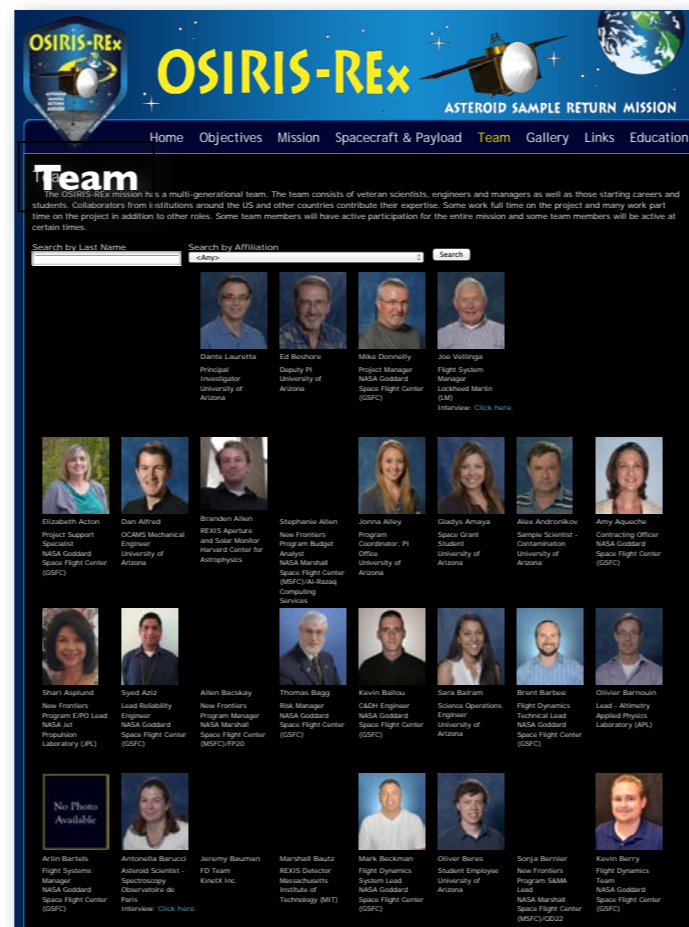 OSIRIS-REx
ASTEROID
SAMPLE
RETURN
MISSION
OSIRIS-REx
ASTEROID SAMPLE RETURN MISSION
Home Objectives Mission Spacecraft & Payload Team Gallery Links Education
Team
The OSIRIS-REx mission has a multi-generational team. The team consists of veteran scientists, engineers and managers as well as those starting careers and
students. Collaborators from institutions around the US and other countries contribute their expertise. Some work full time on the project and many work part
time on the project in addition to other roles. Some team members will have active participation for the entire mission and some team members will be active at
certain times.
Search by Last Name Search by Affiliation
<Any> Search
Dante Lauretta
Principal
Investigator
University of
Arizona
Ed Beshore
Deputy PI
University of
Arizona
Mike Donnelly
Project Manager
NASA Goddard
Space Flight Center
(GSFC)
Joe Vellinga
Flight System
Manager
Lockheed Martin
(LM)
Interview: Click here.
Elizabeth Acton
Project Support
Specialist
NASA Goddard
Space Flight Center
(GSFC)
Dan Alfred
OCAMS Mechanical
Engineer
University of
Arizona
Branden Allen
REXIS Aperture
and Solar Monitor
Harvard Center for
Astrophysics
Stephanie Allen
New Frontiers
Program Budget
Analyst
NASA Marshall
Space Flight Center
(MSFC)/Al-Razaq
Computing
Services
Jonna Alley
Program
Coordinator, PI
Office
University of
Arizona
Gladys Amaya
Space Grant
Student
University of
Arizona
Alex Andronikov
Sample Scientist -
Contamination
University of
Arizona
Amy Aqueche
Contracting Officer
NASA Goddard
Space Flight Center
(GSFC)
Shari Asplund
New Frontiers
Program E/PO Lead
NASA Jet
Propulsion
Laboratory (JPL)
Syed Aziz
Lead Reliability
Engineer
NASA Goddard
Space Flight Center
(GSFC)
Allen Bacskay
New Frontiers
Program Manager
NASA Marshall
Space Flight Center
(MSFC)/FP20
Thomas Bagg
Risk Manager
NASA Goddard
Space Flight Center
(GSFC)
Kevin Ballou
C&DH Engineer
NASA Goddard
Space Flight Center
(GSFC)
Sara Balram
Science Operations
Engineer
University of
Arizona
Brent Barbee
Flight Dynamics
Technical Lead
NASA Goddard
Space Flight Center
(GSFC)
Olivier Barnouin
Lead - Altimetry
Applied Physics
Laboratory (APL)
No Photo
Available
Arlin Bartels
Flight Systems
Manager
NASA Goddard
Space Flight Center
(GSFC)
Antonella Barucci
Asteroid Scientist -
Spectroscopy
Observatoire de
Paris
Interview: Click here.
Jeremy Bauman
FD Team
KinetX Inc.
Marshall Bautz
REXIS Detector
Massachusetts
Institute of
Technology (MIT)
Mark Beckman
Flight Dynamics
System Lead
NASA Goddard
Space Flight Center
(GSFC)
Oliver Beres
Student Employee
University of
Arizona
Sonja Bernier
New Frontiers
Program S&MA
Lead
NASA Marshall
Space Flight Center
(MSFC)/QD22
Kevin Berry
Flight Dynamics
Team
NASA Goddard
Space Flight Center
(GSFC)